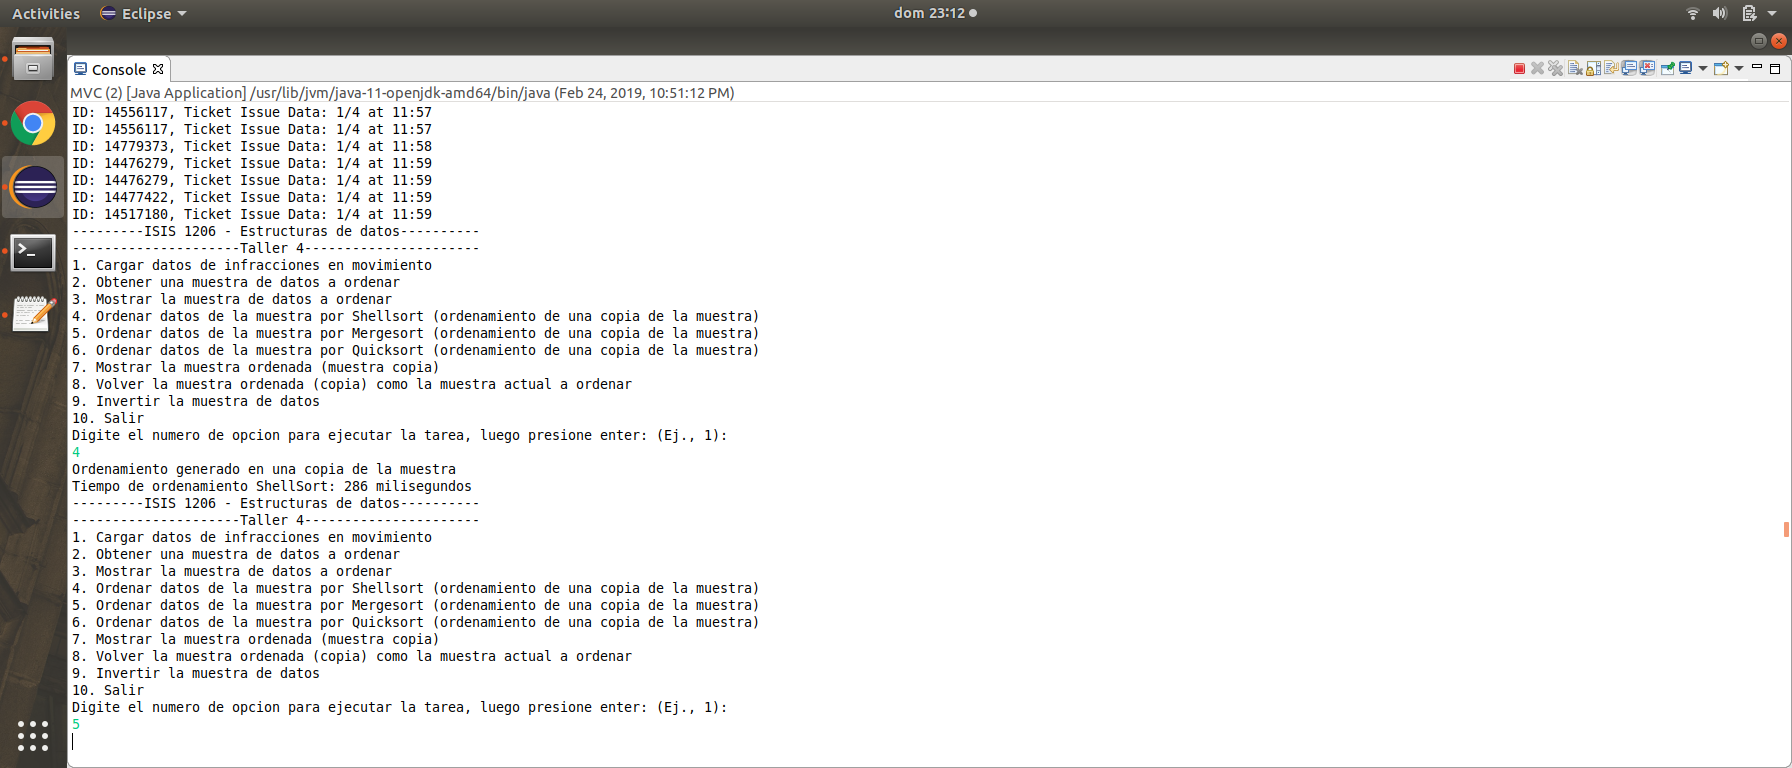 Activities Eclipse dom 23:12
Console
MVC (2) [Java Application] /usr/lib/jvm/java-11-openjdk-amd64/bin/java (Feb 24, 2019, 10:51:12 PM)
ID: 14556117, Ticket Issue Data: 1/4 at 11:57
ID: 14556117, Ticket Issue Data: 1/4 at 11:57
ID: 14779373, Ticket Issue Data: 1/4 at 11:58
ID: 14476279, Ticket Issue Data: 1/4 at 11:59
ID: 14476279, Ticket Issue Data: 1/4 at 11:59
ID: 14477422, Ticket Issue Data: 1/4 at 11:59
ID: 14517180, Ticket Issue Data: 1/4 at 11:59
---------ISIS 1206 - Estructuras de datos----------
---------------------Taller 4----------------------
1. Cargar datos de infracciones en movimiento
2. Obtener una muestra de datos a ordenar
3. Mostrar la muestra de datos a ordenar
4. Ordenar datos de la muestra por Shellsort (ordenamiento de una copia de la muestra)
5. Ordenar datos de la muestra por Mergesort (ordenamiento de una copia de la muestra)
6. Ordenar datos de la muestra por Quicksort (ordenamiento de una copia de la muestra)
7. Mostrar la muestra ordenada (muestra copia)
8. Volver la muestra ordenada (copia) como la muestra actual a ordenar
9. Invertir la muestra de datos
10. Salir
Digite el numero de opcion para ejecutar la tarea, luego presione enter: (Ej., 1):
4
Ordenamiento generado en una copia de la muestra
Tiempo de ordenamiento ShellSort: 286 milisegundos
---------ISIS 1206 - Estructuras de datos----------
---------------------Taller 4----------------------
1. Cargar datos de infracciones en movimiento
2. Obtener una muestra de datos a ordenar
3. Mostrar la muestra de datos a ordenar
4. Ordenar datos de la muestra por Shellsort (ordenamiento de una copia de la muestra)
5. Ordenar datos de la muestra por Mergesort (ordenamiento de una copia de la muestra)
6. Ordenar datos de la muestra por Quicksort (ordenamiento de una copia de la muestra)
7. Mostrar la muestra ordenada (muestra copia)
8. Volver la muestra ordenada (copia) como la muestra actual a ordenar
9. Invertir la muestra de datos
10. Salir
Digite el numero de opcion para ejecutar la tarea, luego presione enter: (Ej., 1):
5